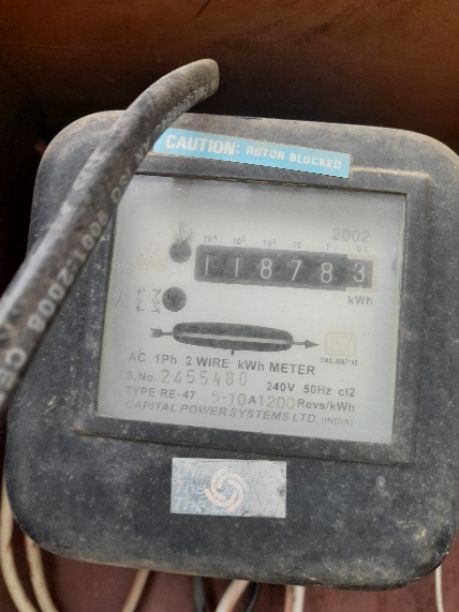 CAUTION: ROTOR BLOCKED
2002
10⁴ 10³ 10² 10 1 0.1
118783
kWh
AC 1Ph 2 WIRE kWh METER
S.No. 2455480 240V 50Hz cl2
TYPE RE-47 5-10A 1200 Revs/kWh
CAPITAL POWER SYSTEMS LTD. (INDIA)
9001:2008